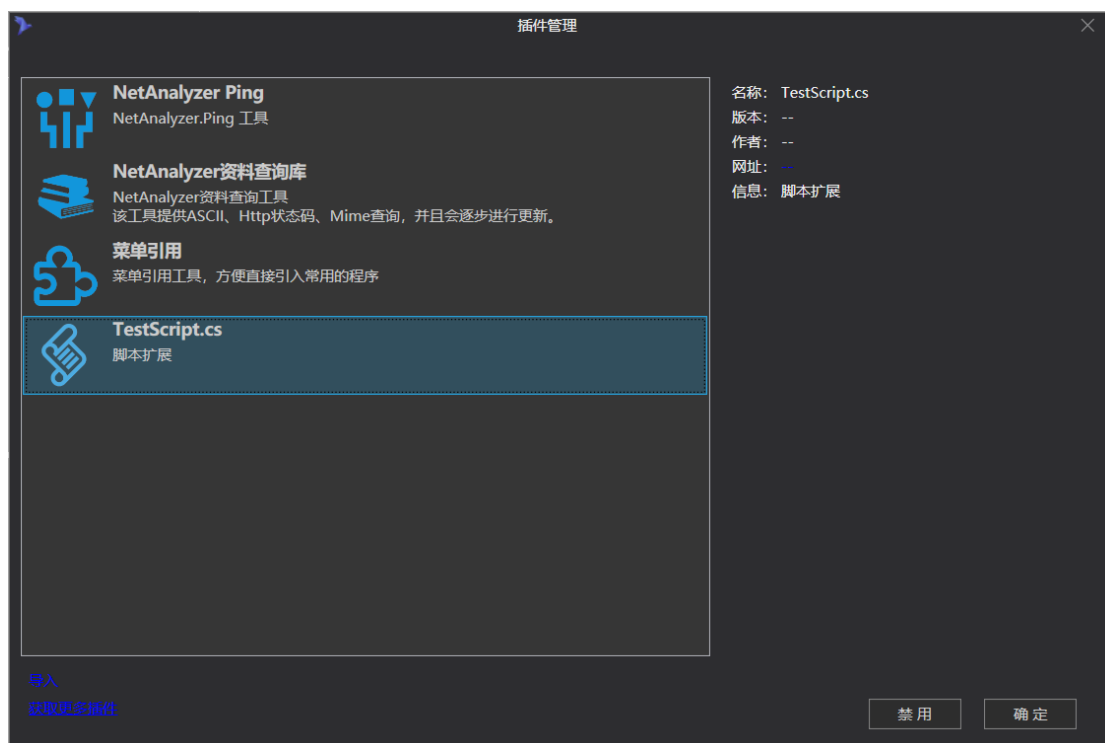 插件管理
NetAnalyzer Ping
NetAnalyzer.Ping 工具
NetAnalyzer资料查询库
NetAnalyzer资料查询工具
该工具提供ASCII、Http状态码、Mime查询，并且会逐步进行更新。
菜单引用
菜单引用工具，方便直接引入常用的程序
TestScript.cs
脚本扩展
名称： TestScript.cs
版本： --
作者： --
网址： --
信息： 脚本扩展
导入
获取更多插件
禁用
确定